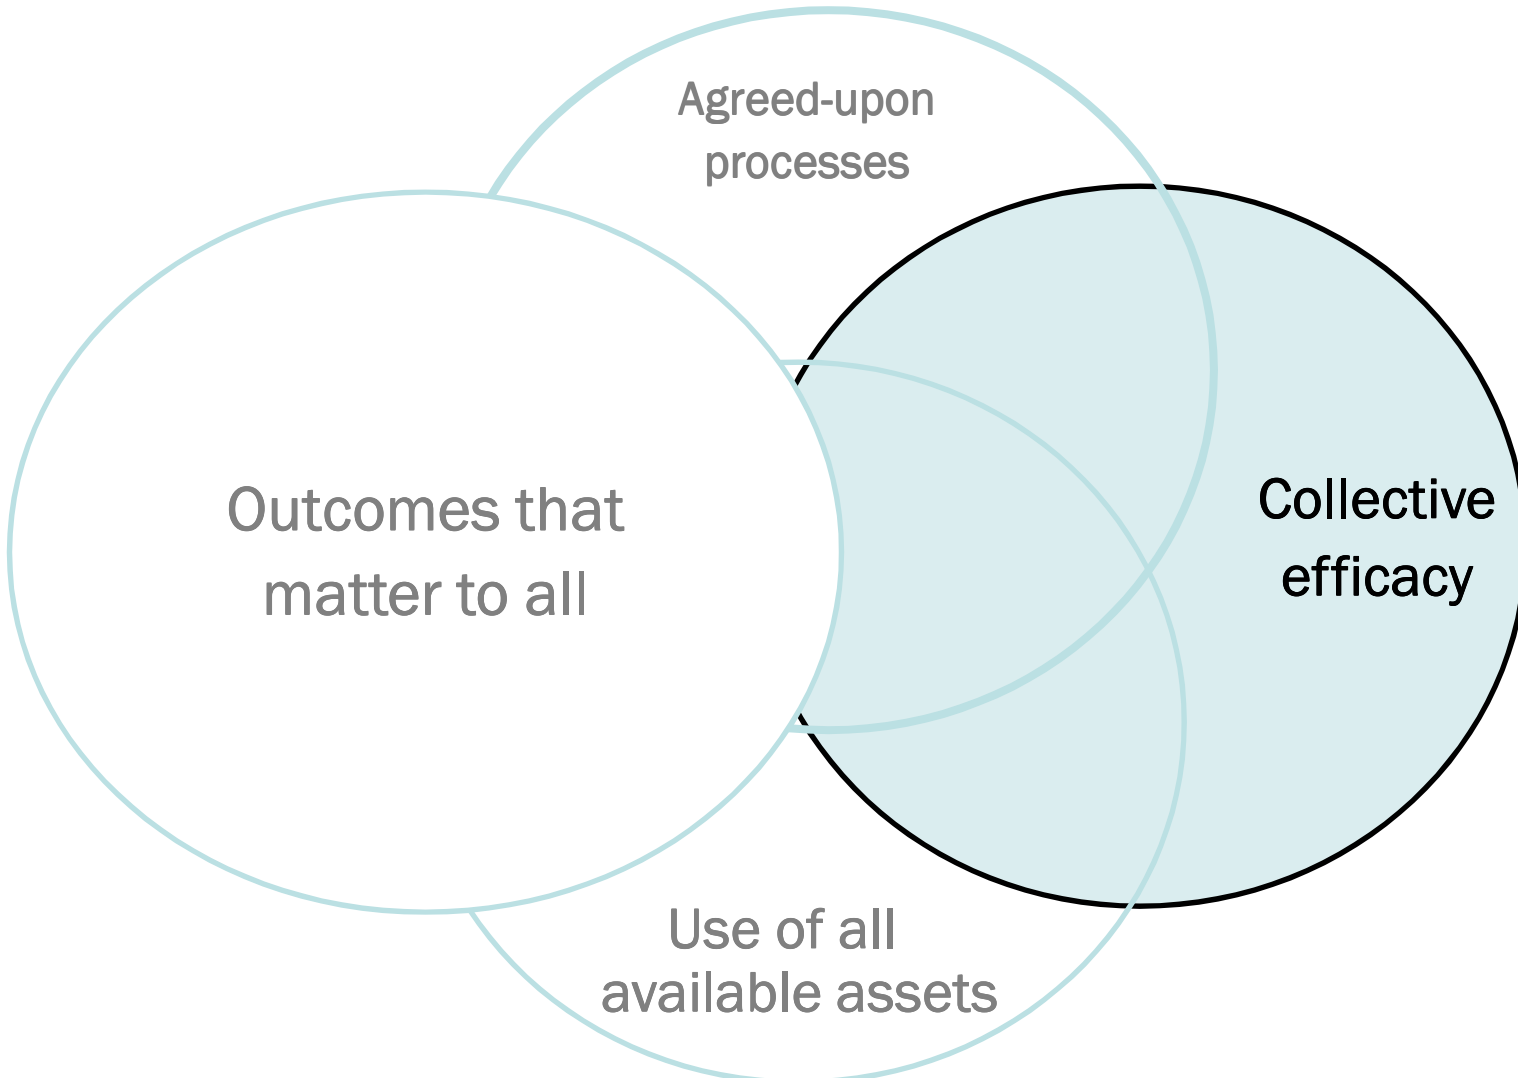 Agreed-upon
processes
Outcomes that
matter to all
Collective
efficacy
Use of all
available assets